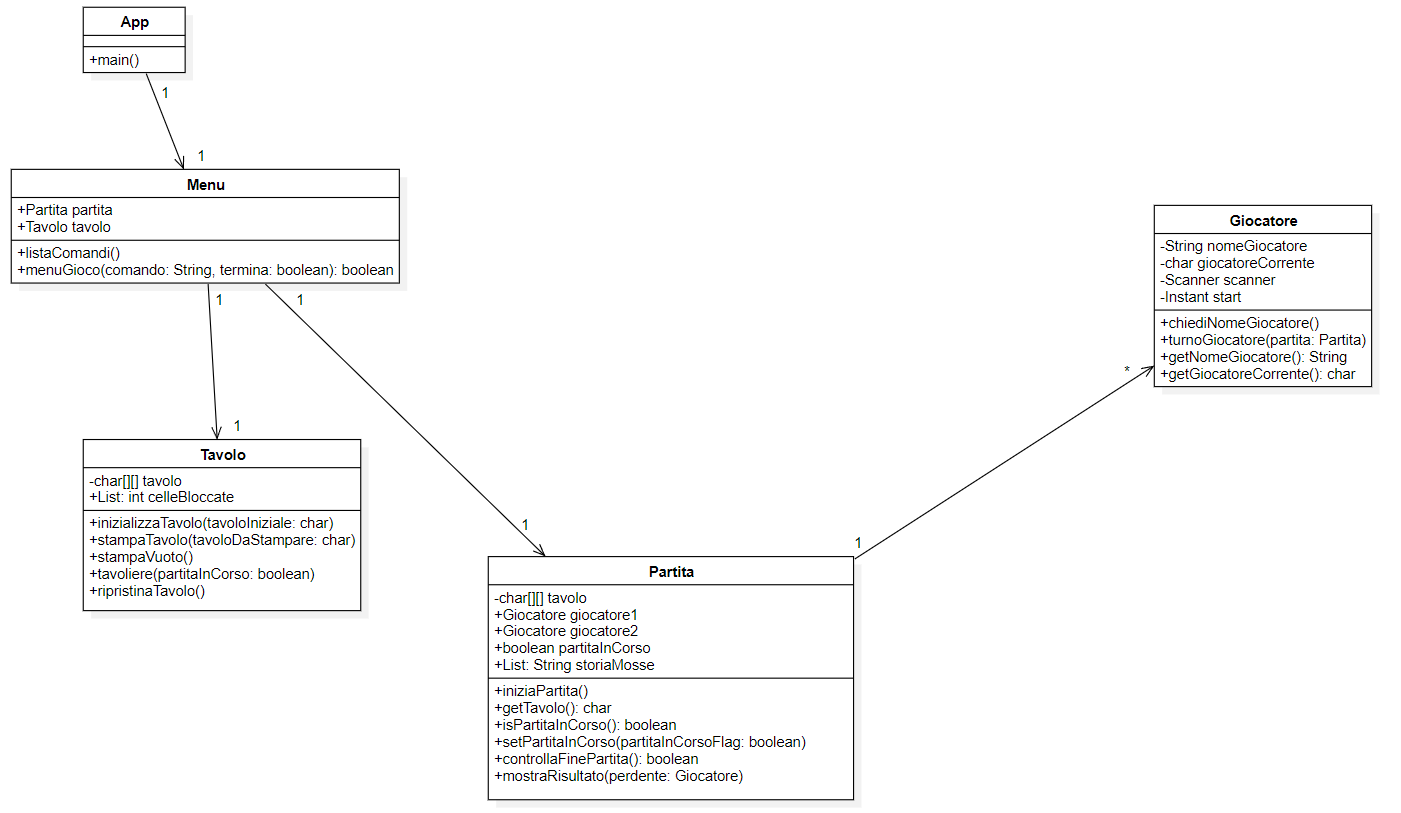 App
+main()
1
1
Menu
+Partita partita
+Tavolo tavolo
+listaComandi()
+menuGioco(comando: String, termina: boolean): boolean
1
1
Giocatore
-String nomeGiocatore
-char giocatoreCorrente
-Scanner scanner
-Instant start
+chiediNomeGiocatore()
+turnoGiocatore(partita: Partita)
+getNomeGiocatore(): String
+getGiocatoreCorrente(): char
*
1
Tavolo
-char[][] tavolo
+List: int celleBloccate
+inizializzaTavolo(tavoloIniziale: char)
+stampaTavolo(tavoloDaStampare: char)
+stampaVuoto()
+tavoliere(partitaInCorso: boolean)
+ripristinaTavolo()
1
1
Partita
-char[][] tavolo
+Giocatore giocatore1
+Giocatore giocatore2
+boolean partitaInCorso
+List: String storiaMosse
+iniziaPartita()
+getTavolo(): char
+isPartitaInCorso(): boolean
+setPartitaInCorso(partitaInCorsoFlag: boolean)
+controllaFinePartita(): boolean
+mostraRisultato(perdente: Giocatore)